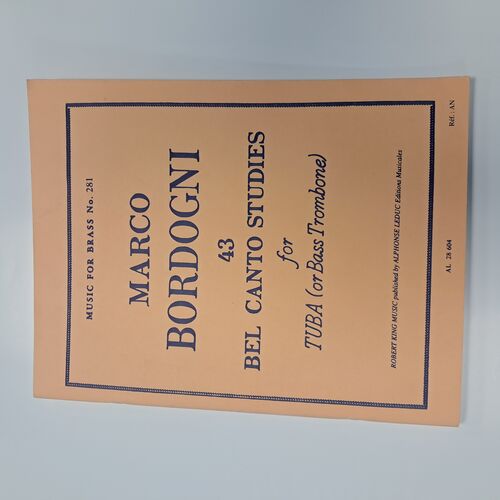 MUSIC FOR BRASS No. 281
MARCO
BORDOGNI
43
BEL CANTO STUDIES
for
TUBA (or Bass Trombone)
ROBERT KING MUSIC published by ALPHONSE LEDUC Editions Musicales
AL 28 604
Réf.: AN